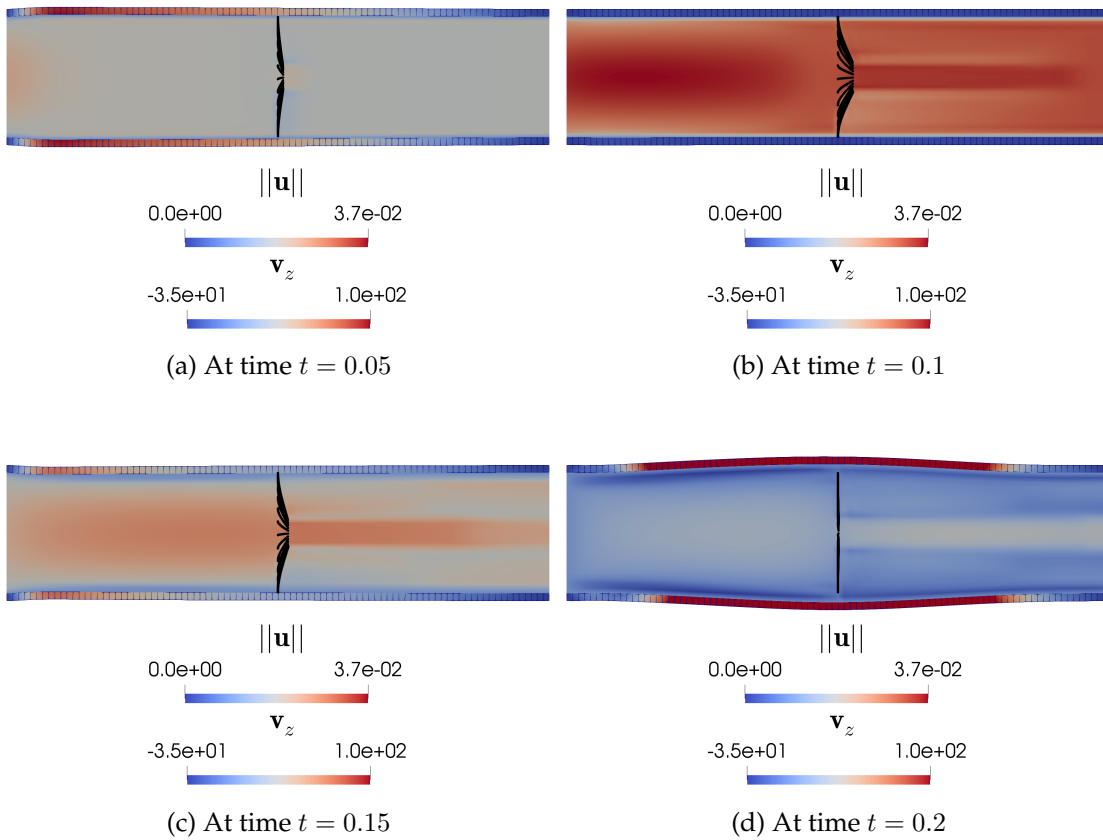 ||u||
0.0e+00 3.7e-02
v_z
-3.5e+01 1.0e+02
(a) At time t = 0.05
||u||
0.0e+00 3.7e-02
v_z
-3.5e+01 1.0e+02
(b) At time t = 0.1
||u||
0.0e+00 3.7e-02
v_z
-3.5e+01 1.0e+02
(c) At time t = 0.15
||u||
0.0e+00 3.7e-02
v_z
-3.5e+01 1.0e+02
(d) At time t = 0.2